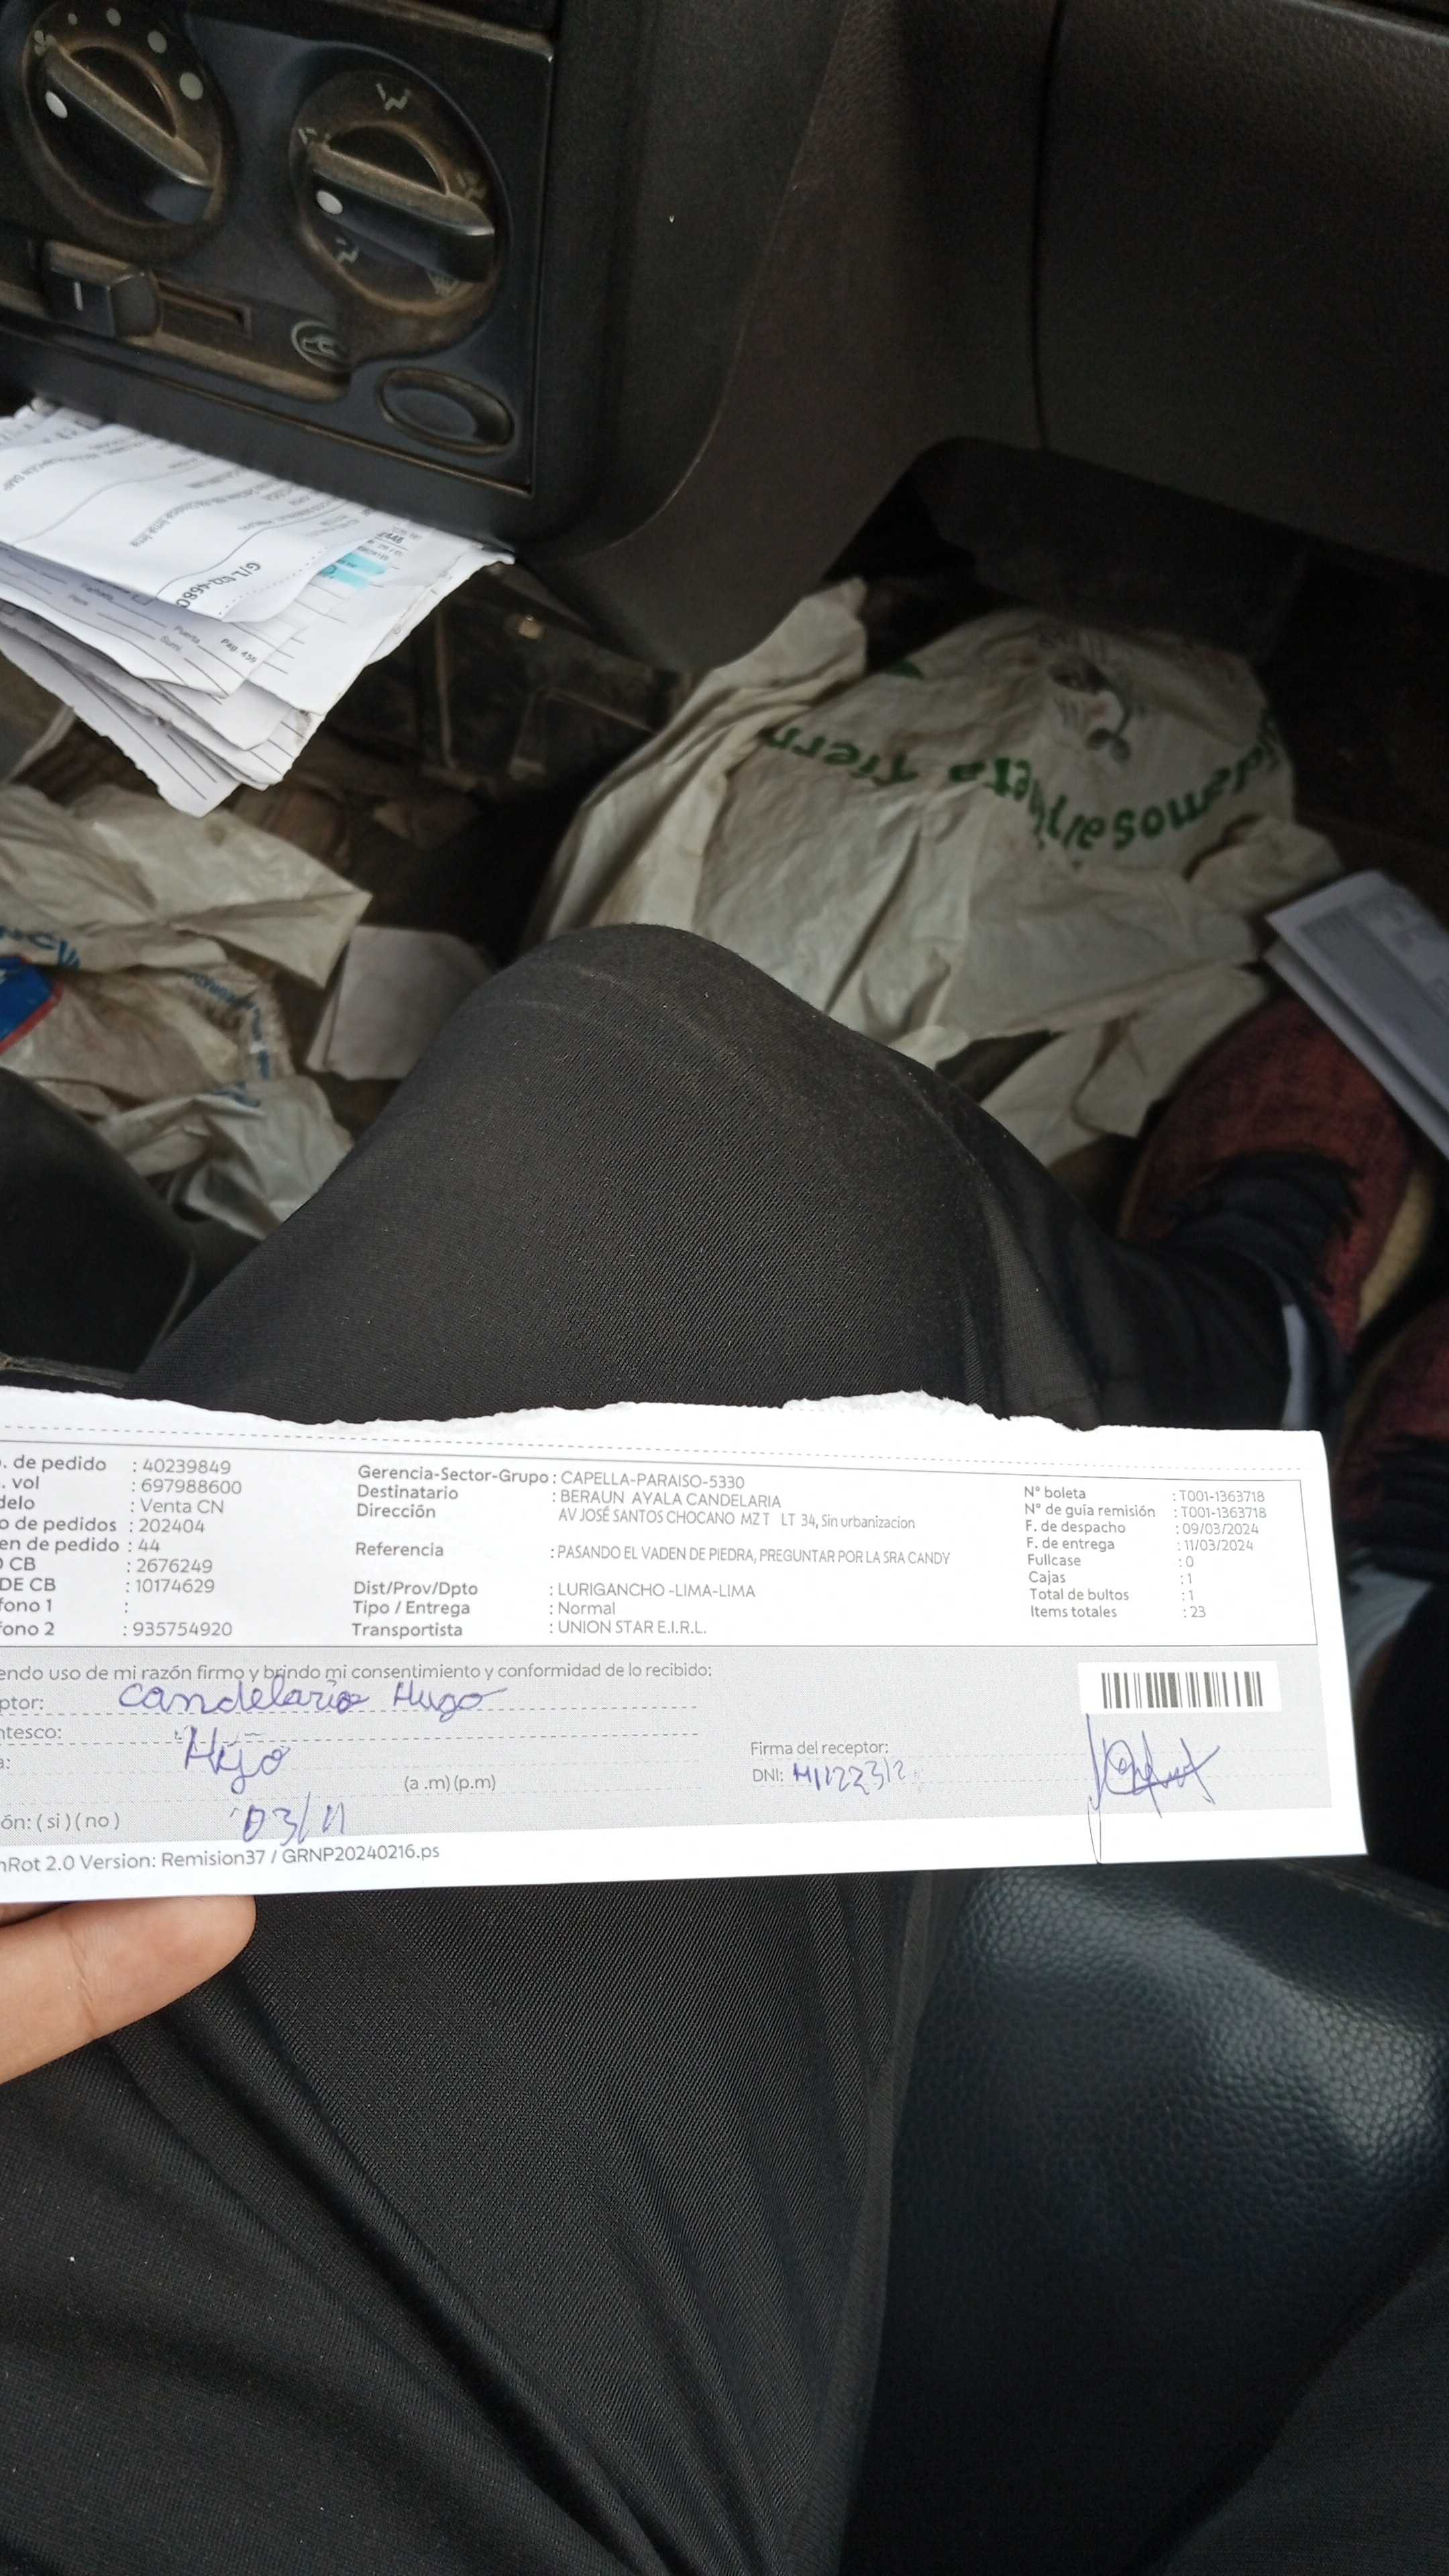 G/L 03-4680
Pag. 456
Puerta
Sumi.
. de pedido : 40239849
. vol : 697988600
delo : Venta CN
o de pedidos : 202404
en de pedido : 44
CB : 2676249
DE CB : 10174629
fono 1 :
fono 2 : 935754920
Gerencia-Sector-Grupo : CAPELLA-PARAISO-5330
Destinatario : BERAUN AYALA CANDELARIA
Dirección AV JOSÉ SANTOS CHOCANO MZ T LT 34, Sin urbanizacion
Referencia : PASANDO EL VADEN DE PIEDRA, PREGUNTAR POR LA SRA CANDY
Dist/Prov/Dpto : LURIGANCHO -LIMA-LIMA
Tipo / Entrega : Normal
Transportista : UNION STAR E.I.R.L.
N° boleta : T001-1363718
N° de guía remisión : T001-1363718
F. de despacho : 09/03/2024
F. de entrega : 11/03/2024
Fullcase : 0
Cajas : 1
Total de bultos : 1
Items totales : 23
endo uso de mi razón firmo y brindo mi consentimiento y conformidad de lo recibido:
ptor: Candelario Hugo
ntesco: Hijo
a: (a .m) (p.m)
Firma del receptor:
DNI:
ón: ( si ) ( no ) 03/11
nRot 2.0 Version: Remision37 / GRNP20240216.ps